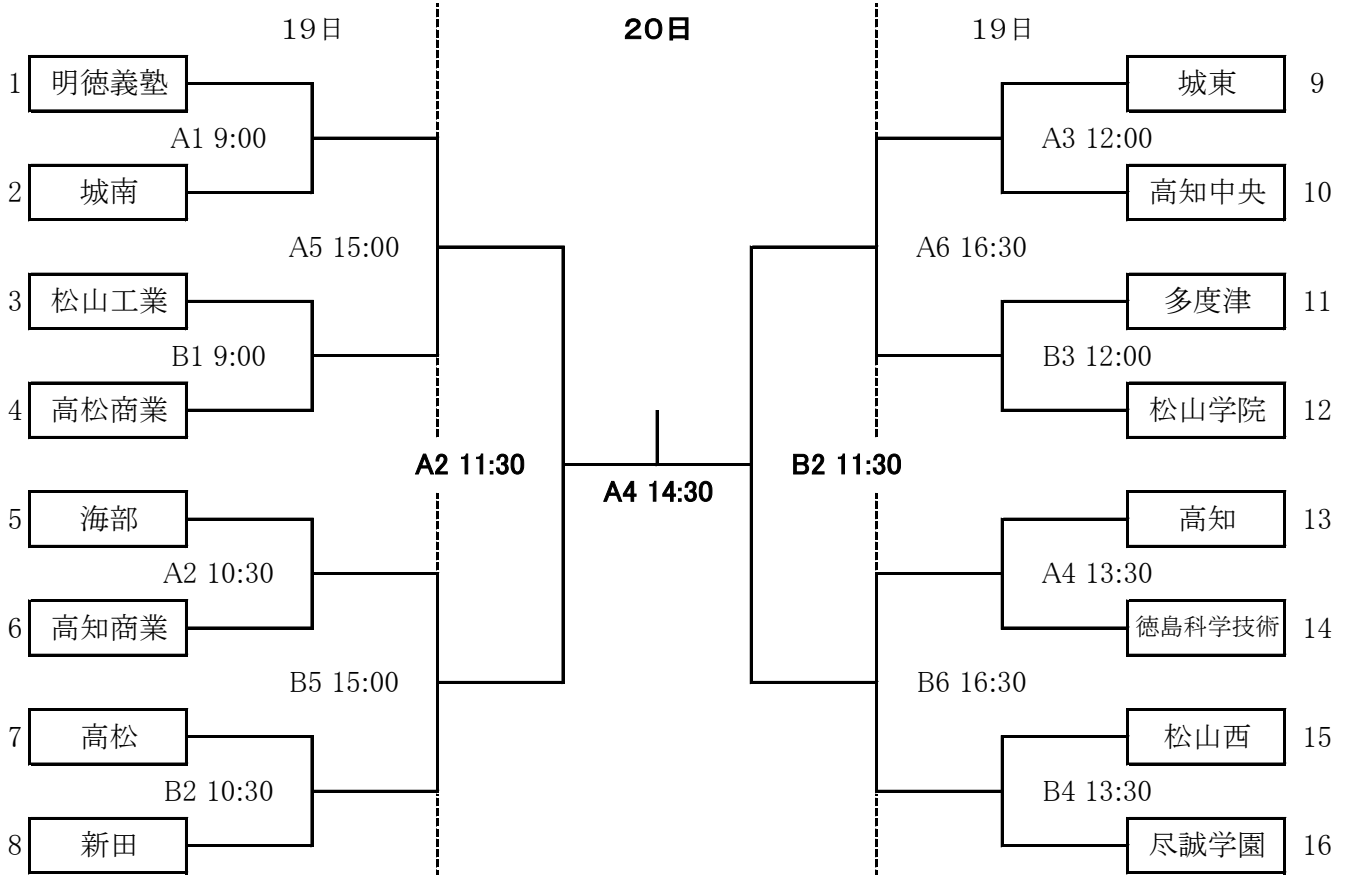 19日 20日 19日
1 明徳義塾 城東 9
A1 9:00 A3 12:00
2 城南 高知中央 10
A5 15:00 A6 16:30
3 松山工業 多度津 11
B1 9:00 B3 12:00
4 高松商業 松山学院 12
A2 11:30 B2 11:30
A4 14:30
5 海部 高知 13
A2 10:30 A4 13:30
6 高知商業 徳島科学技術 14
B5 15:00 B6 16:30
7 高松 松山西 15
B2 10:30 B4 13:30
8 新田 尽誠学園 16